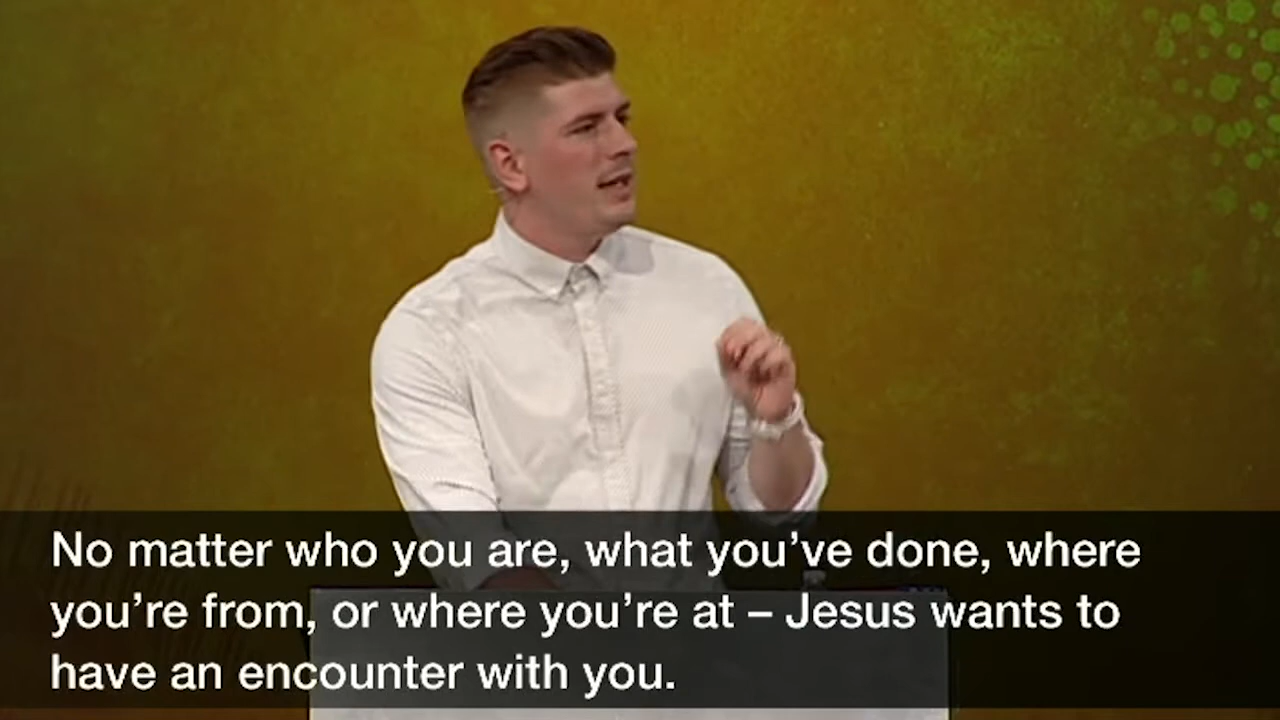 No matter who you are, what you’ve done, where
you’re from, or where you’re at – Jesus wants to
have an encounter with you.